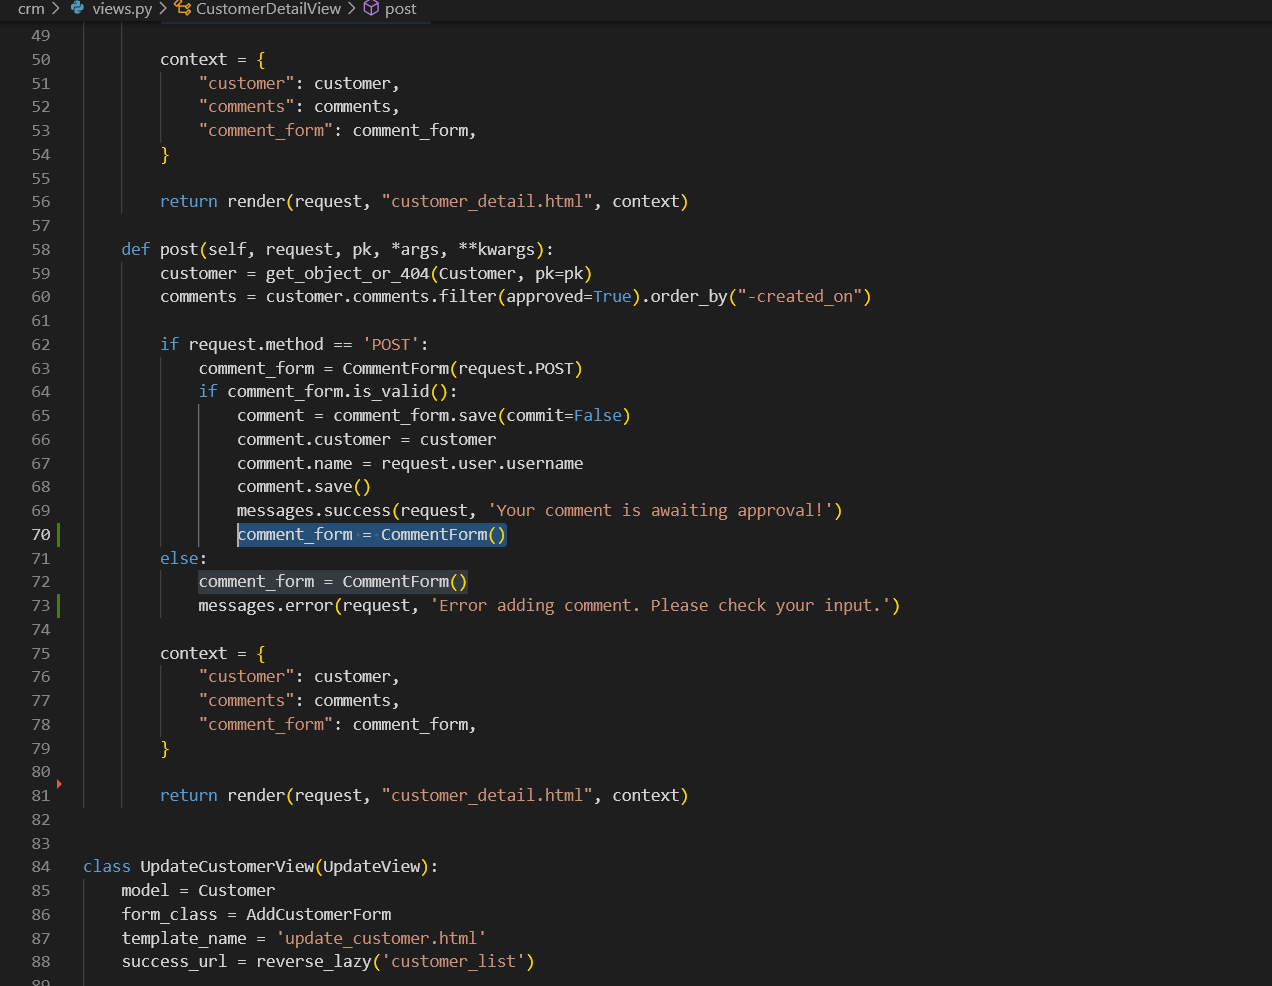 crm > views.py > CustomerDetailView > post
49
50 context = {
51 "customer": customer,
52 "comments": comments,
53 "comment_form": comment_form,
54 }
55
56 return render(request, "customer_detail.html", context)
57
58 def post(self, request, pk, *args, **kwargs):
59 customer = get_object_or_404(Customer, pk=pk)
60 comments = customer.comments.filter(approved=True).order_by("-created_on")
61
62 if request.method == 'POST':
63 comment_form = CommentForm(request.POST)
64 if comment_form.is_valid():
65 comment = comment_form.save(commit=False)
66 comment.customer = customer
67 comment.name = request.user.username
68 comment.save()
69 messages.success(request, 'Your comment is awaiting approval!')
70 comment_form = CommentForm()
71 else:
72 comment_form = CommentForm()
73 messages.error(request, 'Error adding comment. Please check your input.')
74
75 context = {
76 "customer": customer,
77 "comments": comments,
78 "comment_form": comment_form,
79 }
80
81 return render(request, "customer_detail.html", context)
82
83
84 class UpdateCustomerView(UpdateView):
85 model = Customer
86 form_class = AddCustomerForm
87 template_name = 'update_customer.html'
88 success_url = reverse_lazy('customer_list')
89